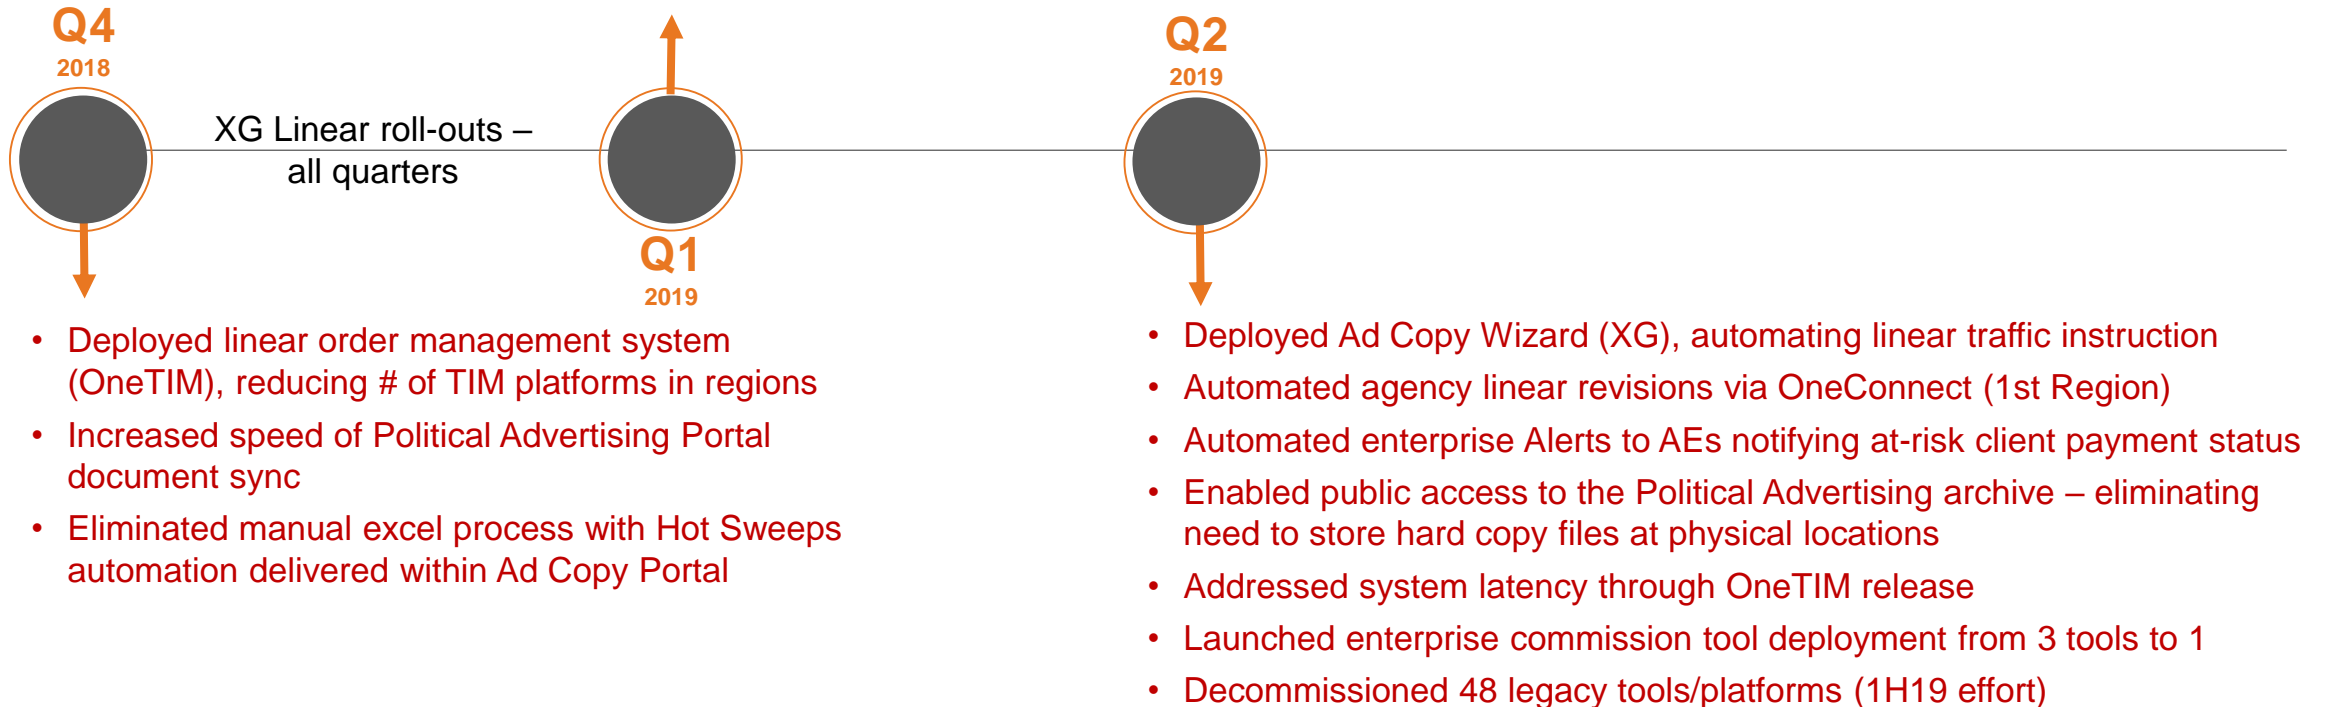 Q4
2018
XG Linear roll-outs –
all quarters
Q1
2019
Q2
2019
• Deployed linear order management system
(OneTIM), reducing # of TIM platforms in regions
• Increased speed of Political Advertising Portal
document sync
• Eliminated manual excel process with Hot Sweeps
automation delivered within Ad Copy Portal
• Deployed Ad Copy Wizard (XG), automating linear traffic instruction
• Automated agency linear revisions via OneConnect (1st Region)
• Automated enterprise Alerts to AEs notifying at-risk client payment status
• Enabled public access to the Political Advertising archive – eliminating
need to store hard copy files at physical locations
• Addressed system latency through OneTIM release
• Launched enterprise commission tool deployment from 3 tools to 1
• Decommissioned 48 legacy tools/platforms (1H19 effort)